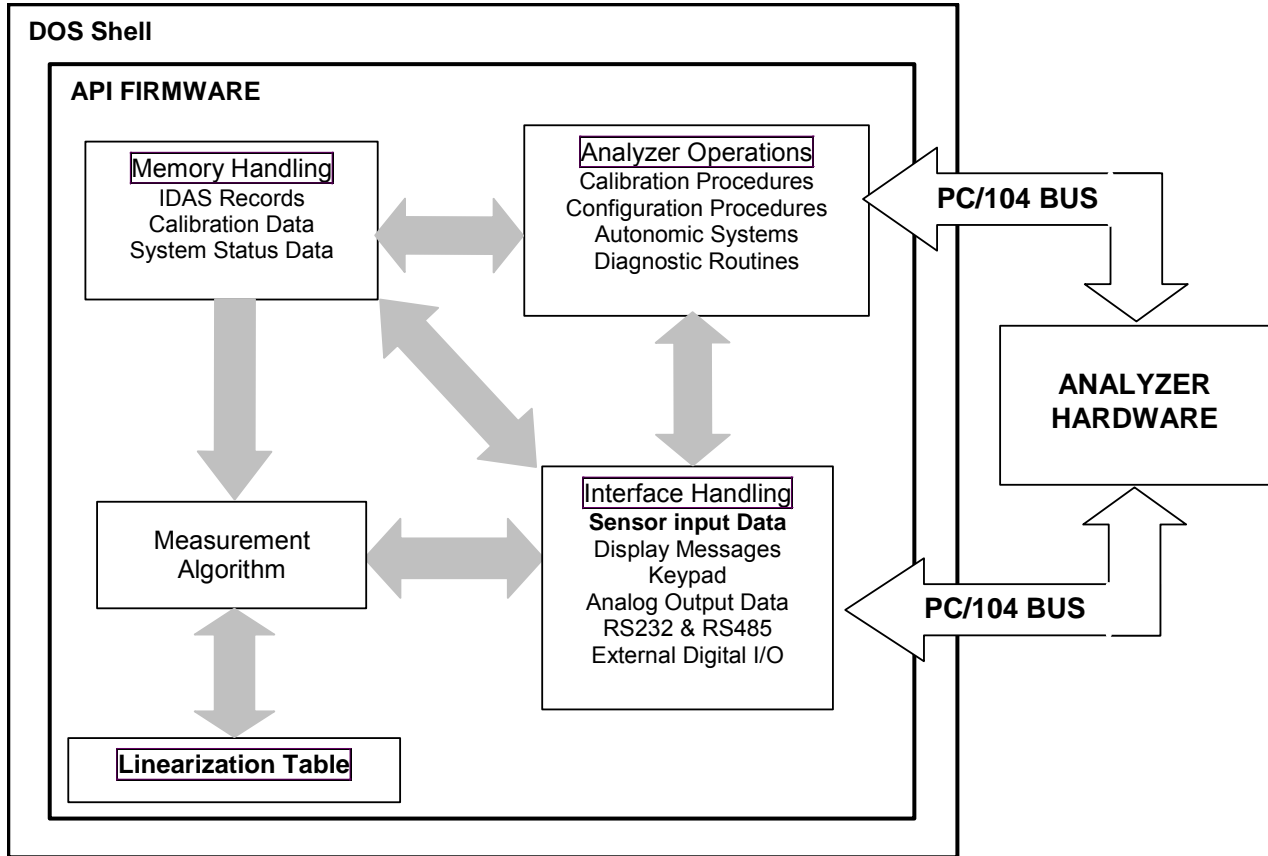 DOS Shell
API FIRMWARE
Memory Handling
IDAS Records
Calibration Data
System Status Data
Analyzer Operations
Calibration Procedures
Configuration Procedures
Autonomic Systems
Diagnostic Routines
PC/104 BUS
ANALYZER
HARDWARE
Measurement
Algorithm
Interface Handling
Sensor input Data
Display Messages
Keypad
Analog Output Data
RS232 & RS485
External Digital I/O
PC/104 BUS
Linearization Table